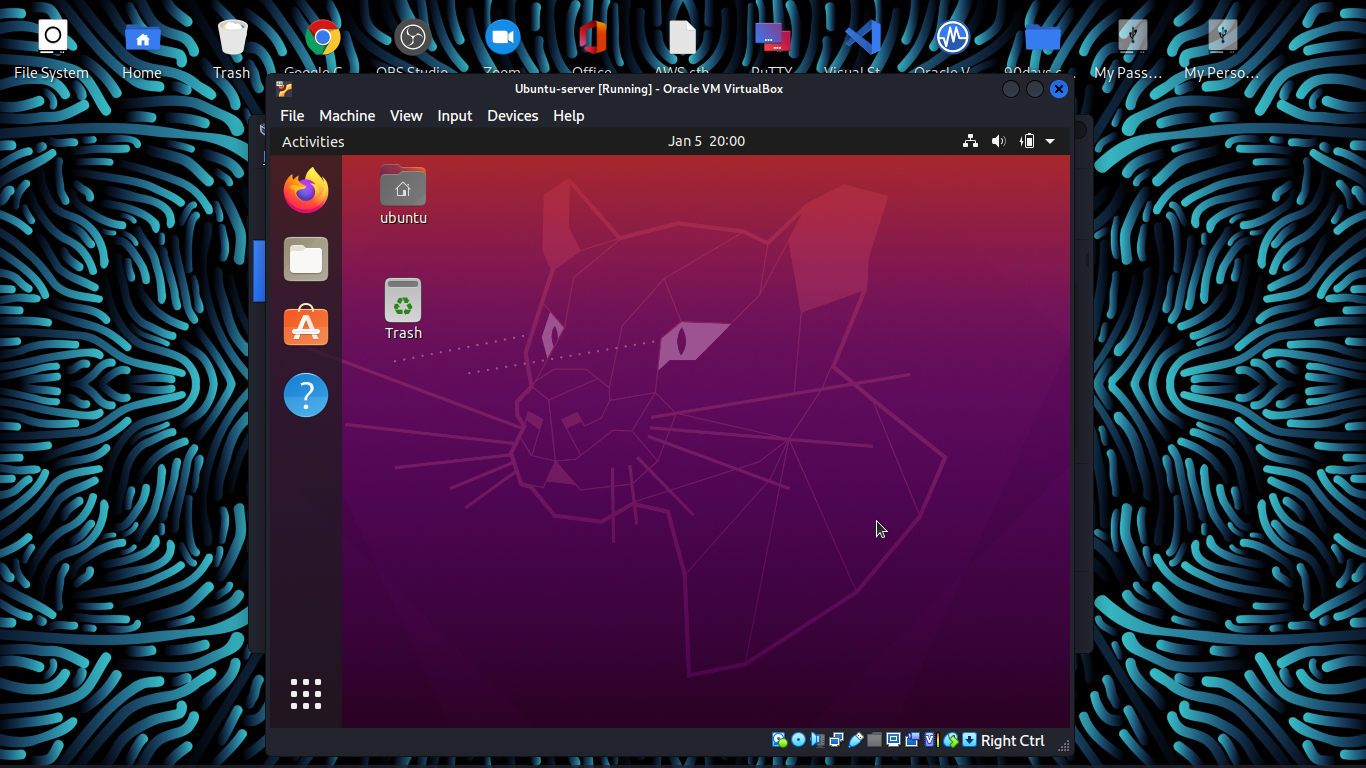 File System
Home
Trash
Google C
OBS Studio
Zoom
Office
AWS.ctb
PuTTY
Visual St
Oracle V
90days
My Pass...
My Perso...
Ubuntu-server [Running] - Oracle VM VirtualBox
File Machine View Input Devices Help
Activities
Jan 5 20:00
ubuntu
Trash
Right Ctrl